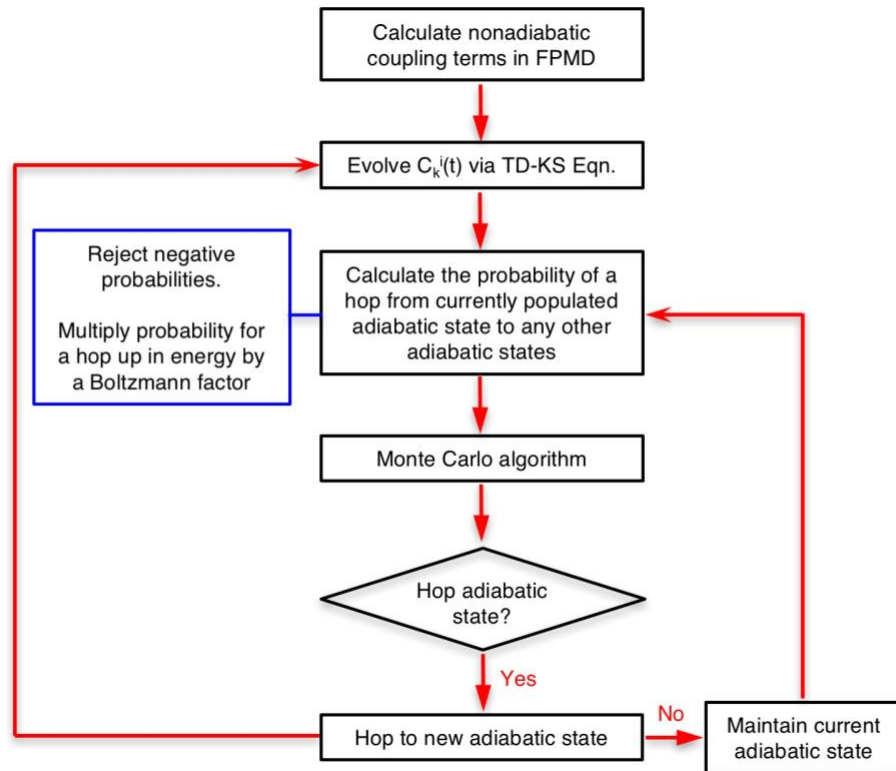 Calculate nonadiabatic
coupling terms in FPMD
Evolve Cₖⁱ(t) via TD-KS Eqn.
Reject negative
probabilities.
Multiply probability for
a hop up in energy by
a Boltzmann factor
Calculate the probability of a
hop from currently populated
adiabatic state to any other
adiabatic states
Monte Carlo algorithm
Hop adiabatic
state?
Yes
Hop to new adiabatic state
No
Maintain current
adiabatic state